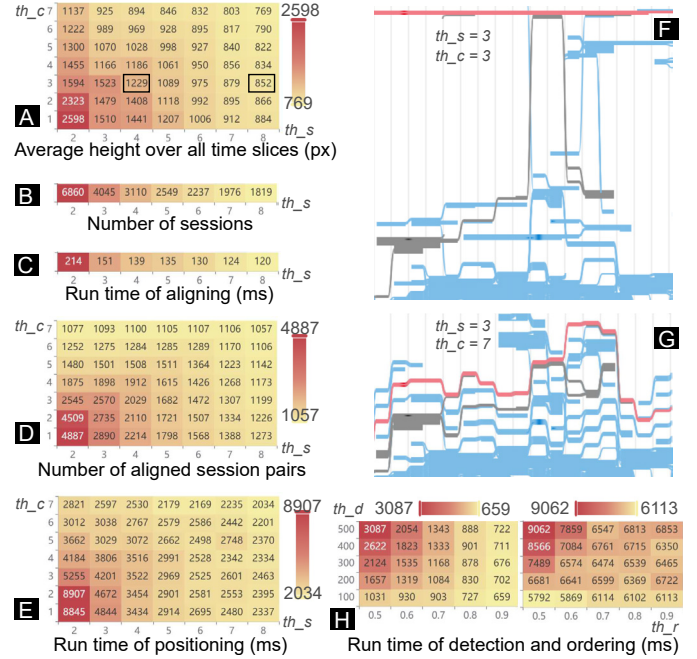 th_c 7 1137 925 894 846 802 803 769
6 1222 989 969 928 895 817 790
5 1300 1070 1028 998 927 840 822
4 1455 1166 1186 1061 950 856 834
3 1594 1523 1229 1089 975 879 852
2 2323 1479 1408 1118 992 895 866
1 2598 1510 1441 1207 1006 912 884
2 3 4 5 6 7 8 th_s
2598
769
A
Average height over all time slices (px)
B
6860 4045 3110 2549 2237 1976 1819
2 3 4 5 6 7 8 th_s
Number of sessions
C
214 151 139 135 130 124 120
2 3 4 5 6 7 8 th_s
Run time of aligning (ms)
th_c 7 1077 1093 1100 1105 1107 1106 1057
6 1252 1275 1284 1285 1289 1170 1106
5 1480 1501 1508 1511 1364 1223 1142
4 1875 1898 1912 1615 1426 1268 1173
3 2545 2570 2029 1682 1472 1307 1199
2 4509 2735 2110 1721 1507 1334 1226
1 4887 2890 2214 1798 1568 1388 1273
2 3 4 5 6 7 8 th_s
4887
1057
D
Number of aligned session pairs
th_c 7 2821 2597 2530 2179 2169 2235 2034
6 3012 3038 2767 2579 2586 2442 2201
5 3662 3029 3072 2662 2498 2748 2370
4 4184 3806 3516 2991 2528 2342 2334
3 5255 4201 3522 2969 2525 2601 2463
2 8907 4672 3454 2901 2581 2553 2395
1 8845 4844 3434 2914 2695 2480 2337
2 3 4 5 6 7 8 th_s
8907
2034
E
Run time of positioning (ms)
F
th_s = 3
th_c = 3
G
th_s = 3
th_c = 7
th_d 3087 659
500 3087 2054 1343 888 722
400 2622 1823 1333 901 711
300 2124 1535 1168 878 676
200 1657 1319 1084 830 702
100 1031 930 903 727 659
0.5 0.6 0.7 0.8 0.9
9062 6113
9062 7859 6547 6813 6853
8566 7084 6761 6715 6350
7489 6574 6474 6539 6465
6681 6641 6599 6369 6722
5792 5869 6114 6102 6113
0.5 0.6 0.7 0.8 0.9
th_r
H
Run time of detection and ordering (ms)